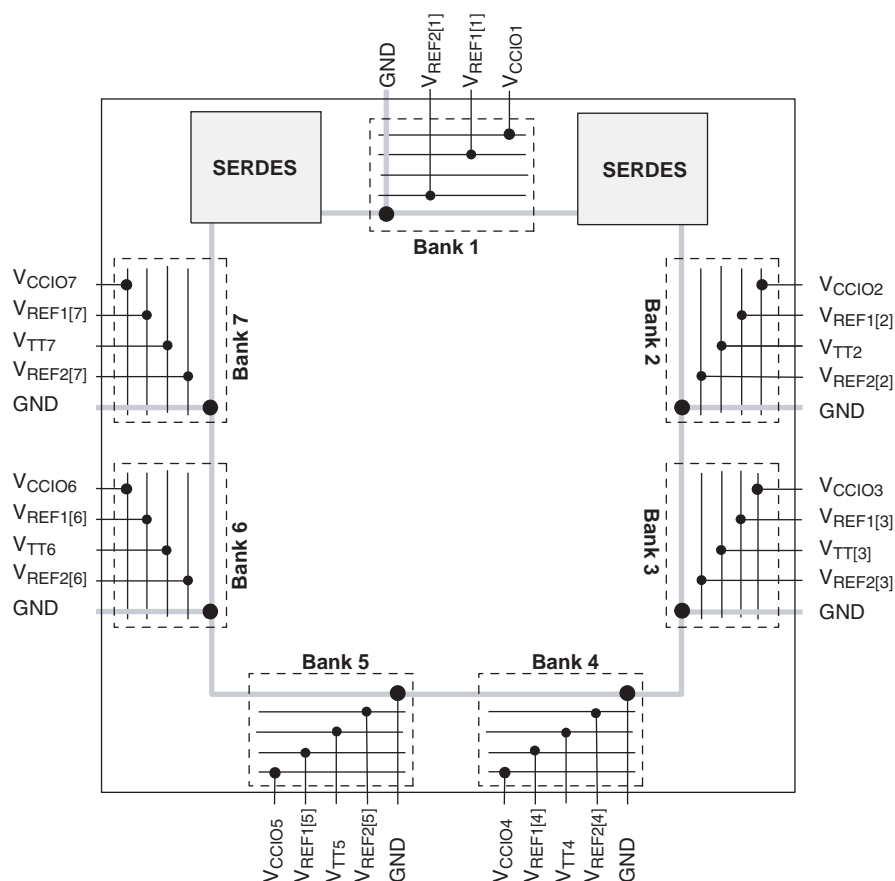 GND
VREF2[1]
VREF1[1]
VCCIO1
SERDES
SERDES
Bank 1
VCCIO7
VREF1[7]
VTT7
VREF2[7]
GND
Bank 7
Bank 2
VCCIO2
VREF1[2]
VTT2
VREF2[2]
GND
VCCIO6
VREF1[6]
VTT6
VREF2[6]
GND
Bank 6
Bank 3
VCCIO3
VREF1[3]
VTT[3]
VREF2[3]
GND
Bank 5
Bank 4
VCCIO5
VREF1[5]
VTT5
VREF2[5]
GND
VCCIO4
VREF1[4]
VTT4
VREF2[4]
GND